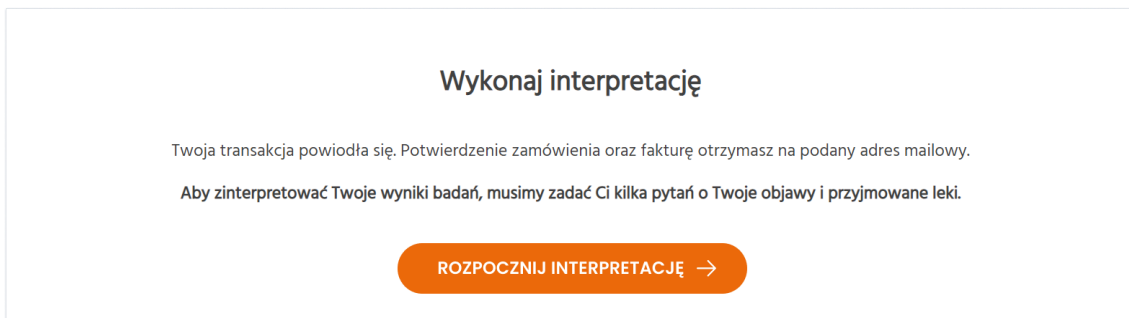 Wykonaj interpretację
Twoja transakcja powiodła się. Potwierdzenie zamówienia oraz fakturę otrzymasz na podany adres mailowy.
Aby zinterpretować Twoje wyniki badań, musimy zadać Ci kilka pytań o Twoje objawy i przyjmowane leki.
ROZPOCZNIJ INTERPRETACJĘ →